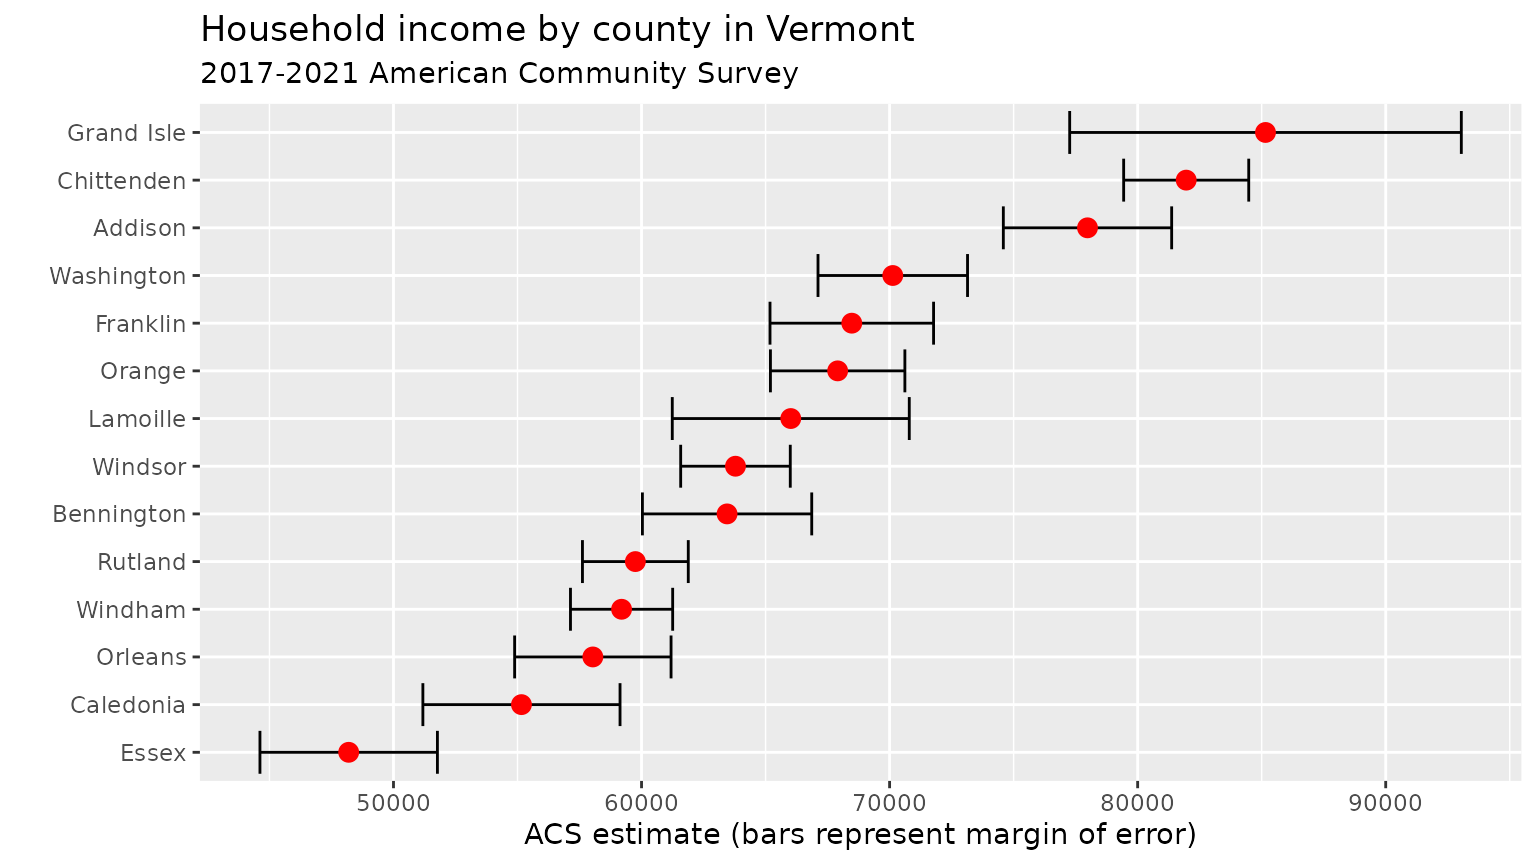 Household income by county in Vermont
2017-2021 American Community Survey
Grand Isle
Chittenden
Addison
Washington
Franklin
Orange
Lamoille
Windsor
Bennington
Rutland
Windham
Orleans
Caledonia
Essex
50000 60000 70000 80000 90000
ACS estimate (bars represent margin of error)